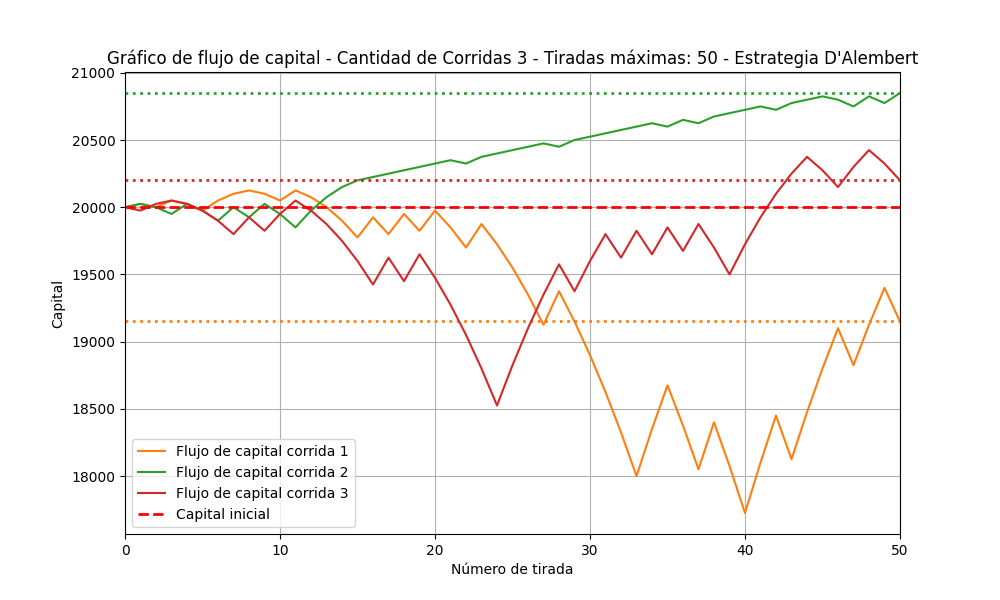 Gráfico de flujo de capital - Cantidad de Corridas 3 - Tiradas máximas: 50 - Estrategia D'Alembert
21000
20500
20000
19500
19000
18500
18000
Capital
Flujo de capital corrida 1
Flujo de capital corrida 2
Flujo de capital corrida 3
Capital inicial
0 10 20 30 40 50
Número de tirada